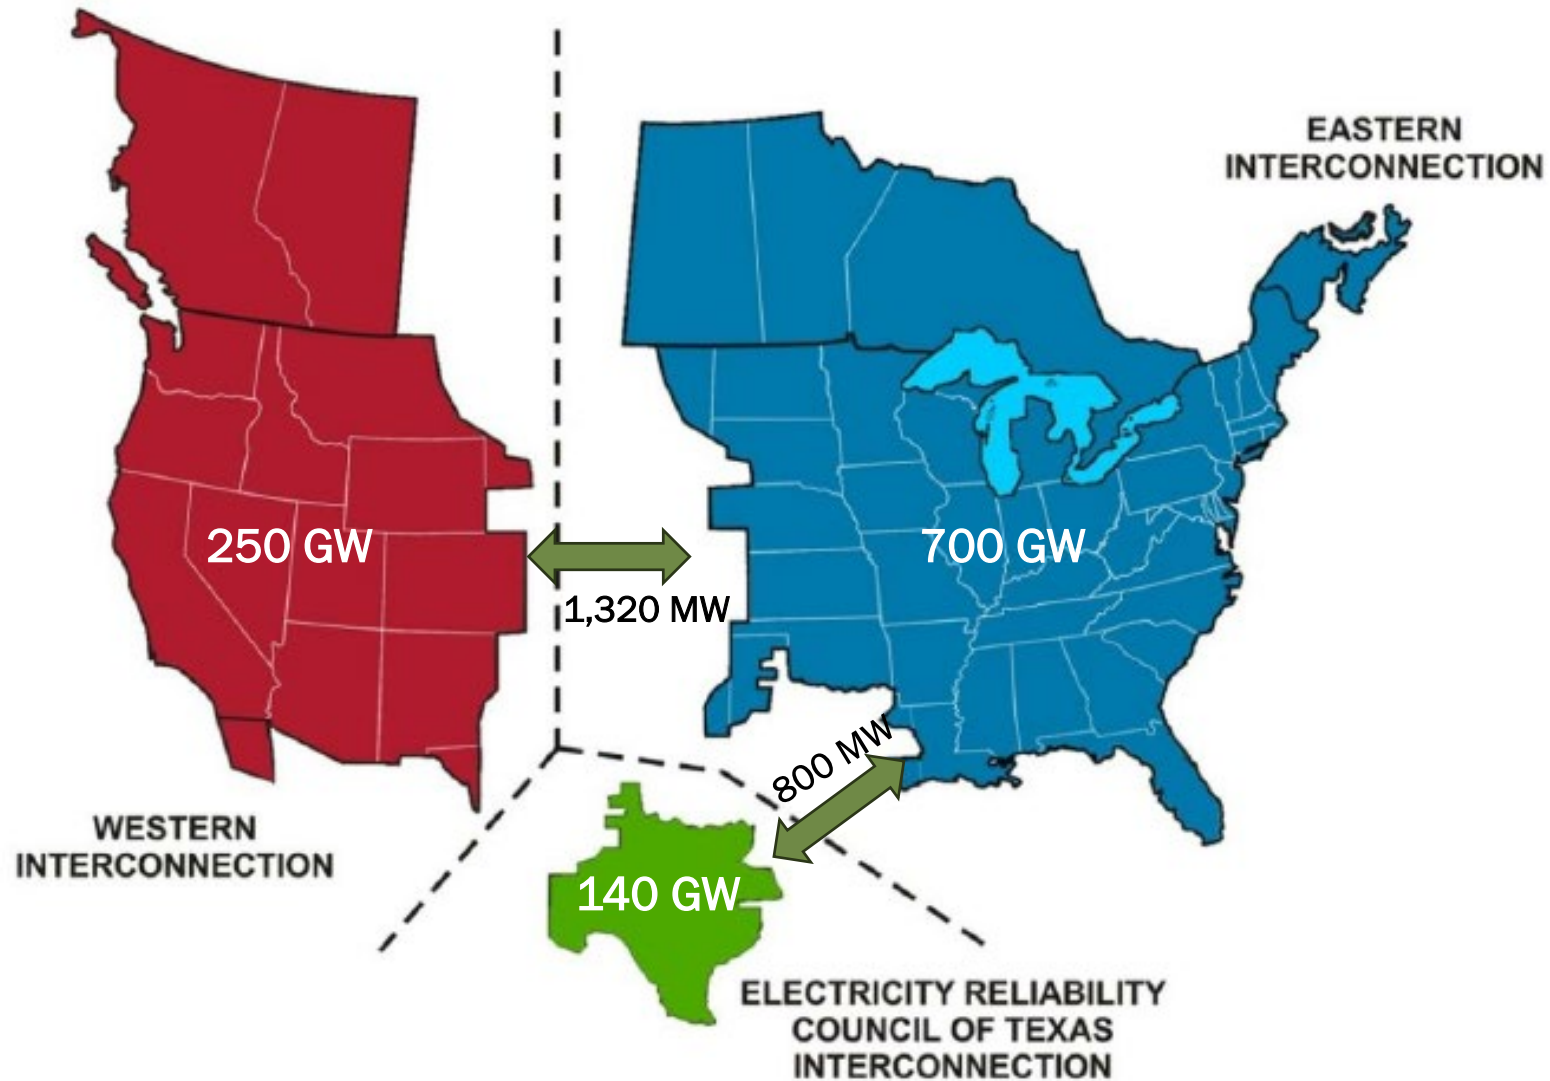 EASTERN
INTERCONNECTION
250 GW
700 GW
1,320 MW
800 MW
WESTERN
INTERCONNECTION
140 GW
ELECTRICITY RELIABILITY
COUNCIL OF TEXAS
INTERCONNECTION